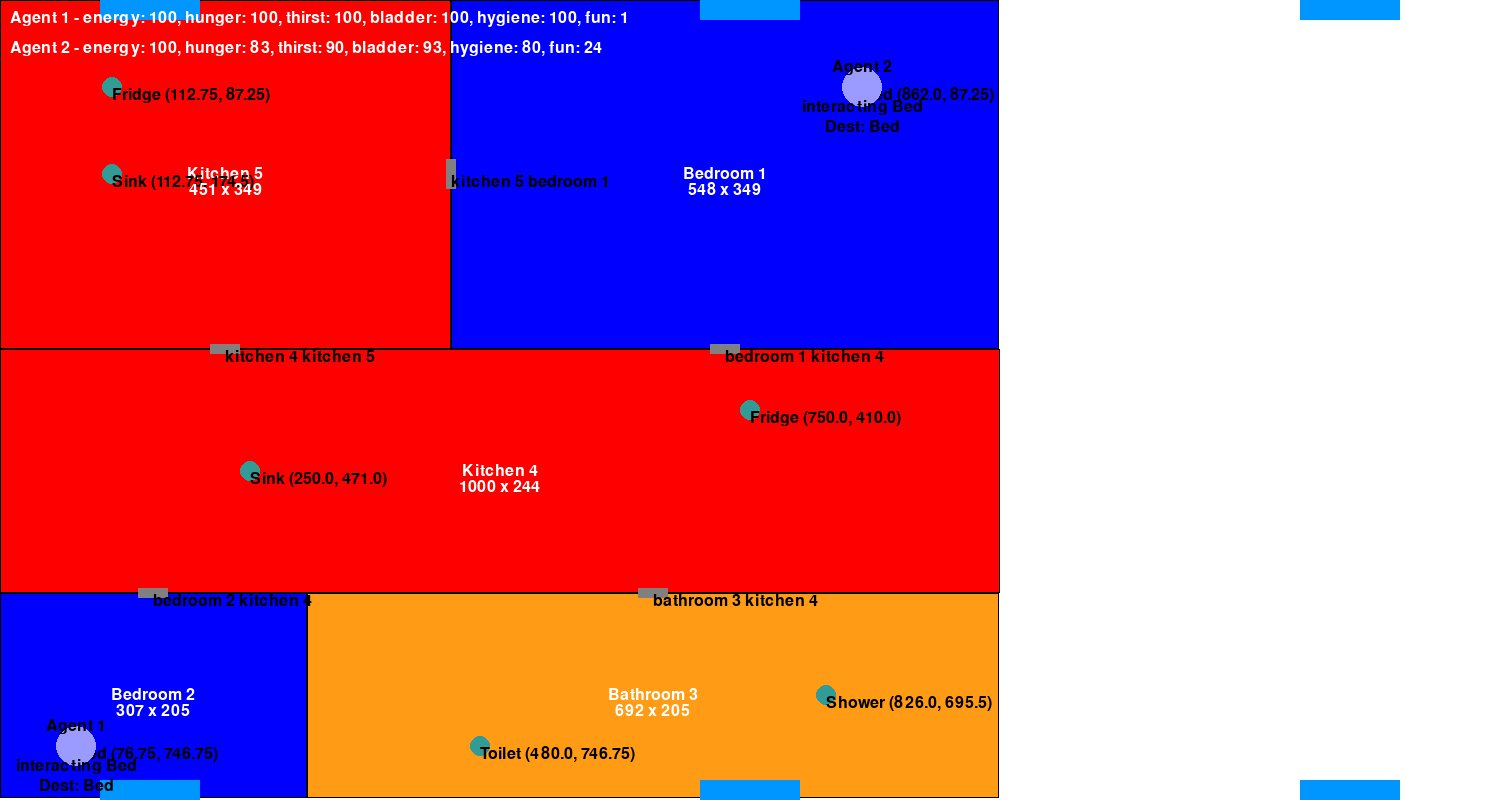 Agent 1 - energy: 100, hunger: 100, thirst: 100, bladder: 100, hygiene: 100, fun: 1
Agent 2 - energy: 100, hunger: 83, thirst: 90, bladder: 93, hygiene: 80, fun: 24
Agent 2
Fridge (112.75, 87.25)
d (862.0, 87.25)
interacting Bed
Dest: Bed
Kitchen 5
Sink (112.75, 174.5)
451 x 349
kitchen 5 bedroom 1
Bedroom 1
548 x 349
kitchen 4 kitchen 5
bedroom 1 kitchen 4
Fridge (750.0, 410.0)
Sink (250.0, 471.0)
Kitchen 4
1000 x 244
bedroom 2 kitchen 4
bathroom 3 kitchen 4
Bedroom 2
307 x 205
Bathroom 3
692 x 205
Shower (826.0, 695.5)
Agent 1
d (76.75, 746.75)
interacting Bed
Dest: Bed
Toilet (480.0, 746.75)